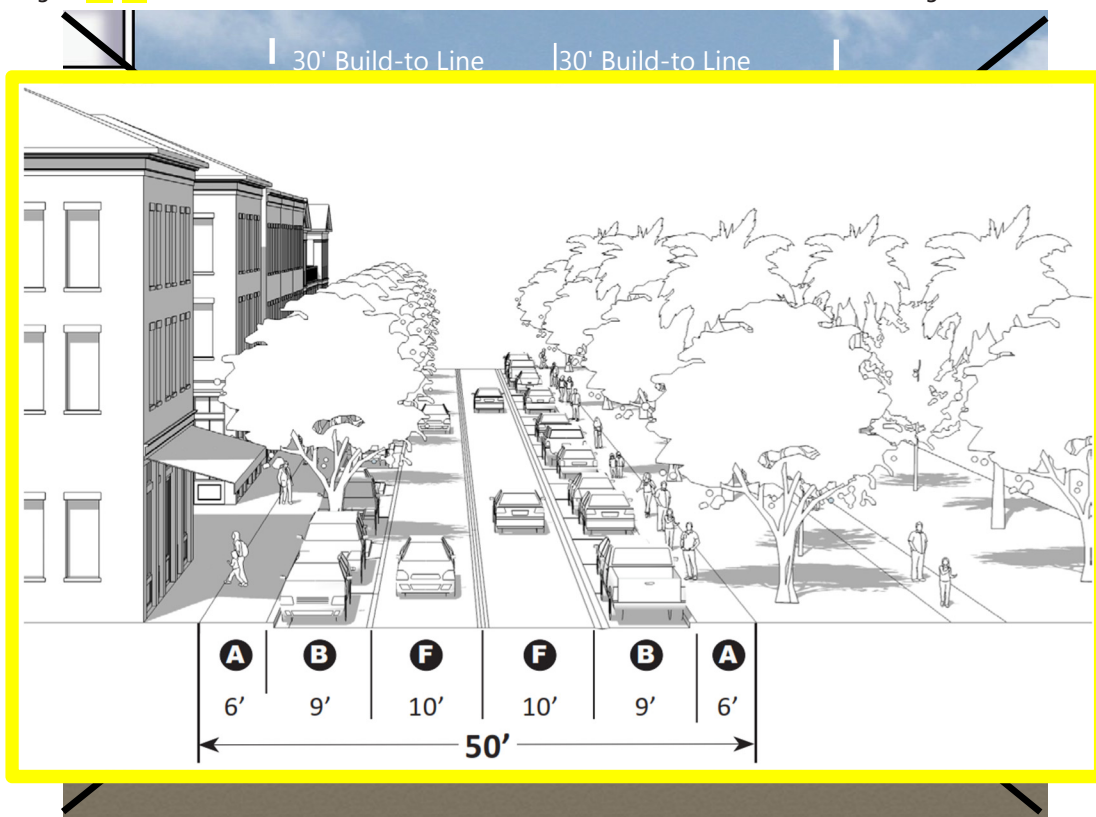 30' Build-to Line |30' Build-to Line
A B F F B A
6’ 9’ 10’ 10’ 9’ 6’
50’